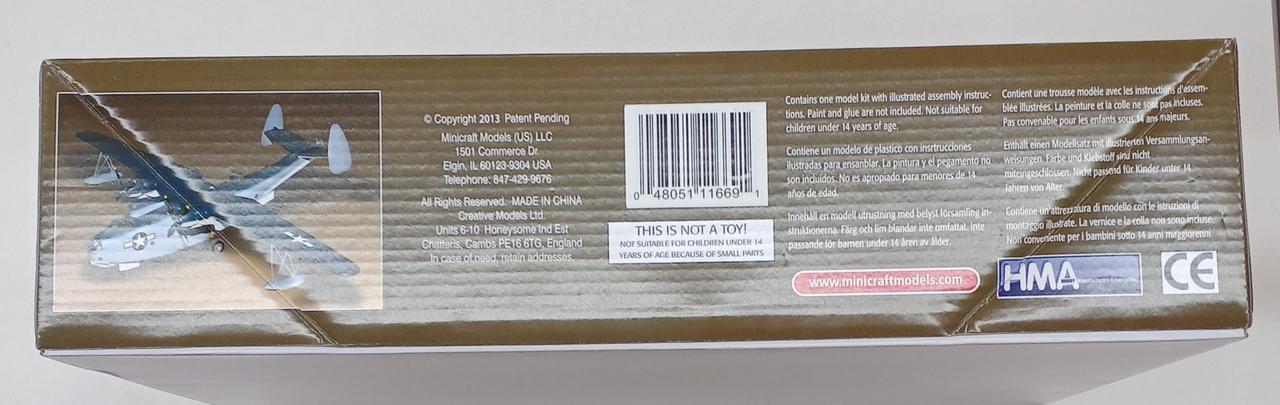 © Copyright 2013 Patent Pending
Minicraft Models (US) LLC
1501 Commerce Dr.
Elgin, IL 60123-9304 USA
Telephone: 847-429-9676
All Rights Reserved. MADE IN CHINA
Creative Models Ltd.
Units 6-10 Honeysome Ind Est
Chatteris, Cambs PE16 6TG, England
In case of need, retain addresses.
0 48051 11669 1
THIS IS NOT A TOY!
NOT SUITABLE FOR CHILDREN UNDER 14
YEARS OF AGE BECAUSE OF SMALL PARTS
Contains one model kit with illustrated assembly instruc-
tions. Paint and glue are not included. Not suitable for
children under 14 years of age.
Contiene un modelo de plastico con insrtrucciones
ilustradas para ensanblar. La pintura y el pegamento no
son incluidos. No es apropiado para menores de 14
años de edad.
Innehåll en modell utrustning med belyst församling in-
struktionerna. Färg och lim blandar inte omfattat. Inte
passande för barnen under 14 åren av ålder.
www.minicraftmodels.com
Contient une trousse modèle avec les instructions d'assem-
blée illustrées. La peinture et la colle ne sont pas incluses.
Pas convenable pour les enfants sous 14 ans majeurs.
Enthält einen Modellsatz mit illustrierten Versammlungsan-
weisungen. Farbe und Klebstoff sind nicht
miteingeschlossen. Nicht passend für Kinder unter 14
Jahren von Alter.
Contiene un'attrezzatura di modello con le istruzioni di
montaggio illustrate. La vernice e la colla non sono incluse.
Non conveniente per i bambini sotto 14 anni maggiorenni.
HMA
CE